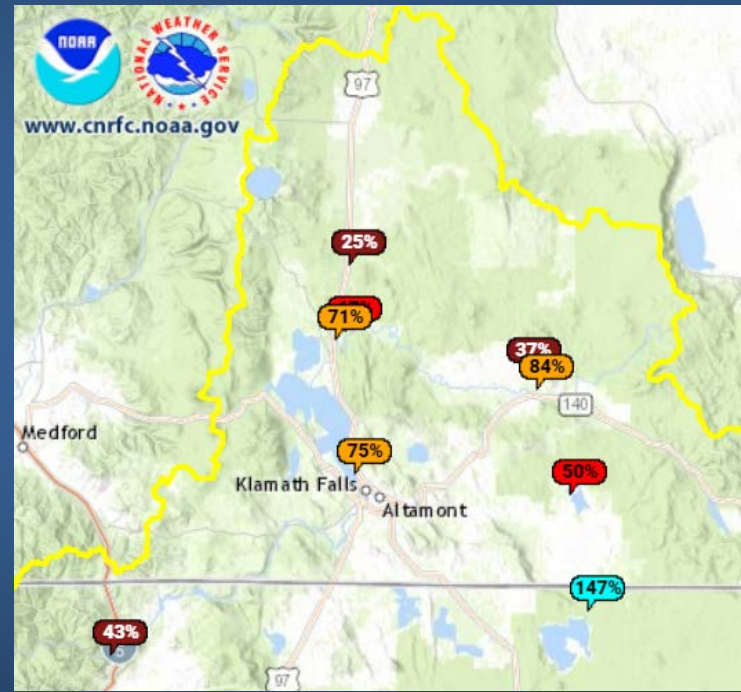 NOAA
NATIONAL WEATHER SERVICE
www.cnrfc.noaa.gov
97
25%
71%
37%
84%
140
Medford
75%
50%
Klamath Falls
Altamont
147%
43%
97